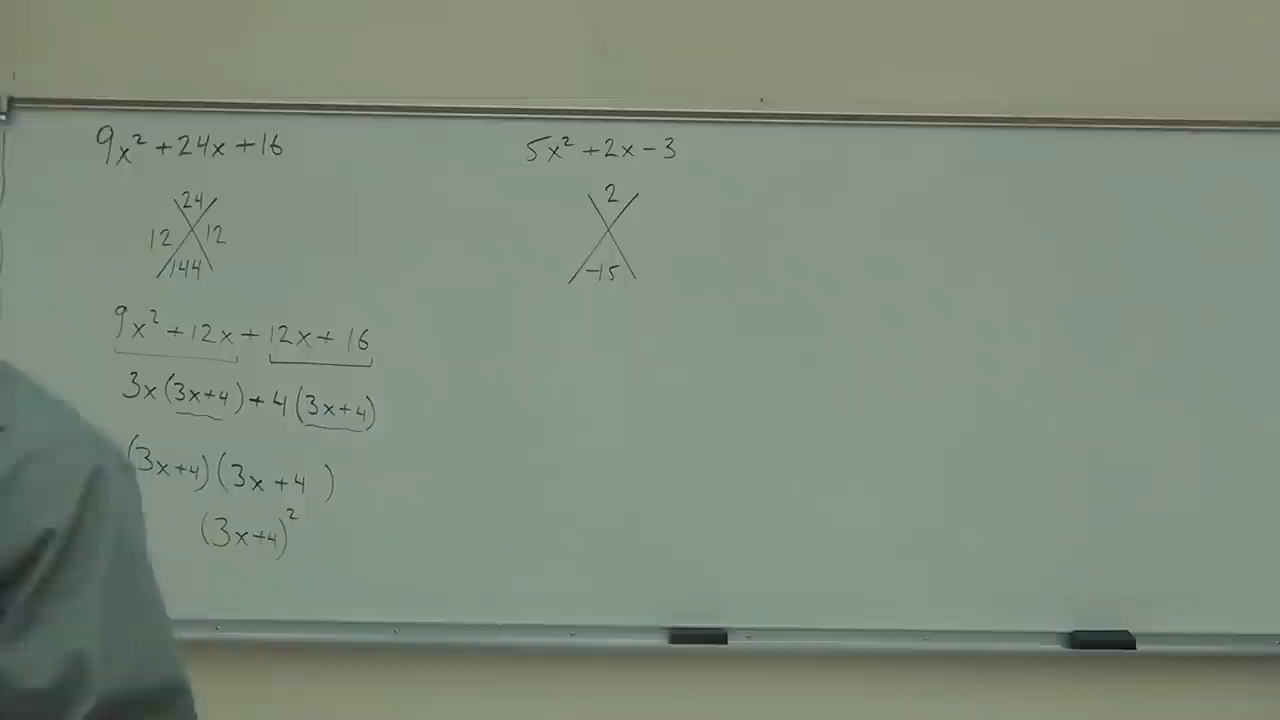 9x² + 24x + 16
24
12 12
144
9x² + 12x + 12x + 16
3x(3x+4) + 4(3x+4)
(3x+4)(3x+4)
(3x+4)²
5x² + 2x - 3
2
-15